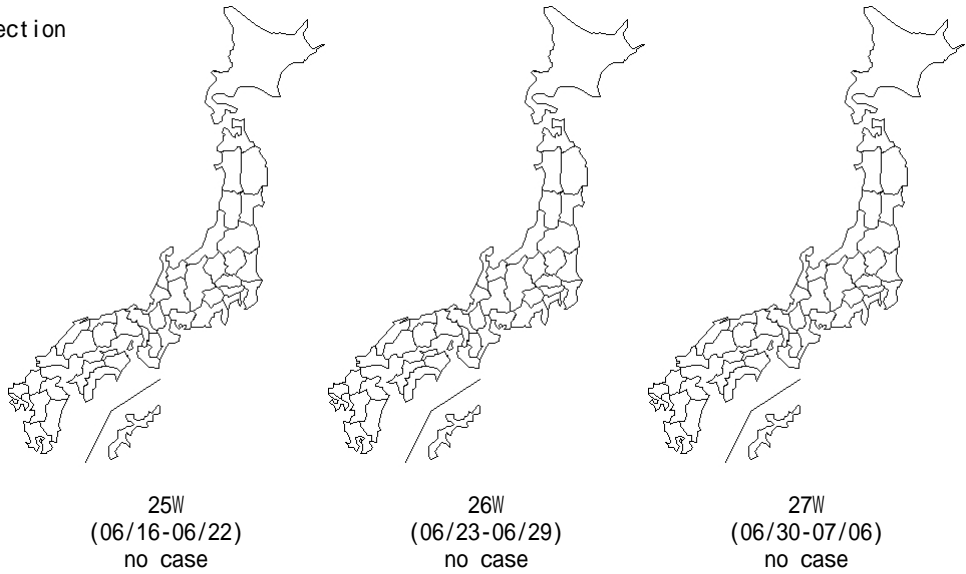 ection
25W
(06/16-06/22)
no case
26W
(06/23-06/29)
no case
27W
(06/30-07/06)
no case